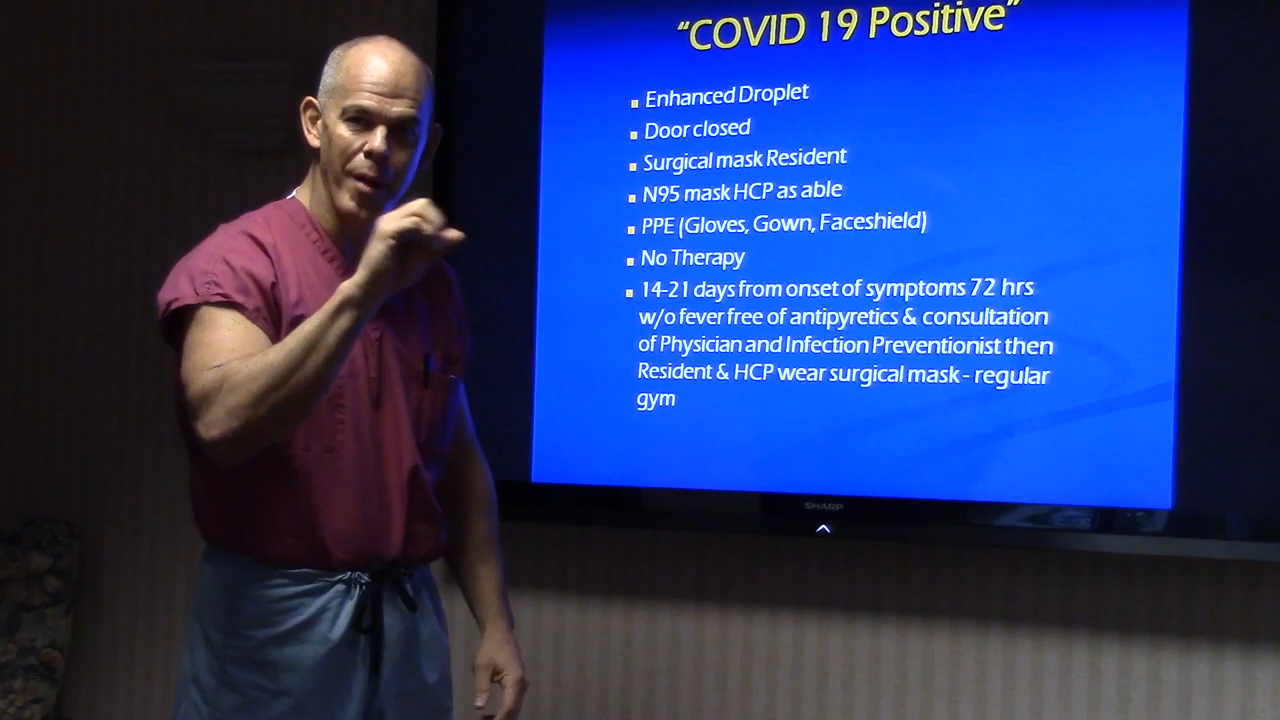 “COVID 19 Positive”
Enhanced Droplet
Door closed
Surgical mask Resident
N95 mask HCP as able
PPE (Gloves, Gown, Faceshield)
No Therapy
14-21 days from onset of symptoms 72 hrs
w/o fever free of antipyretics & consultation
of Physician and Infection Preventionist then
Resident & HCP wear surgical mask - regular
gym
SHARP